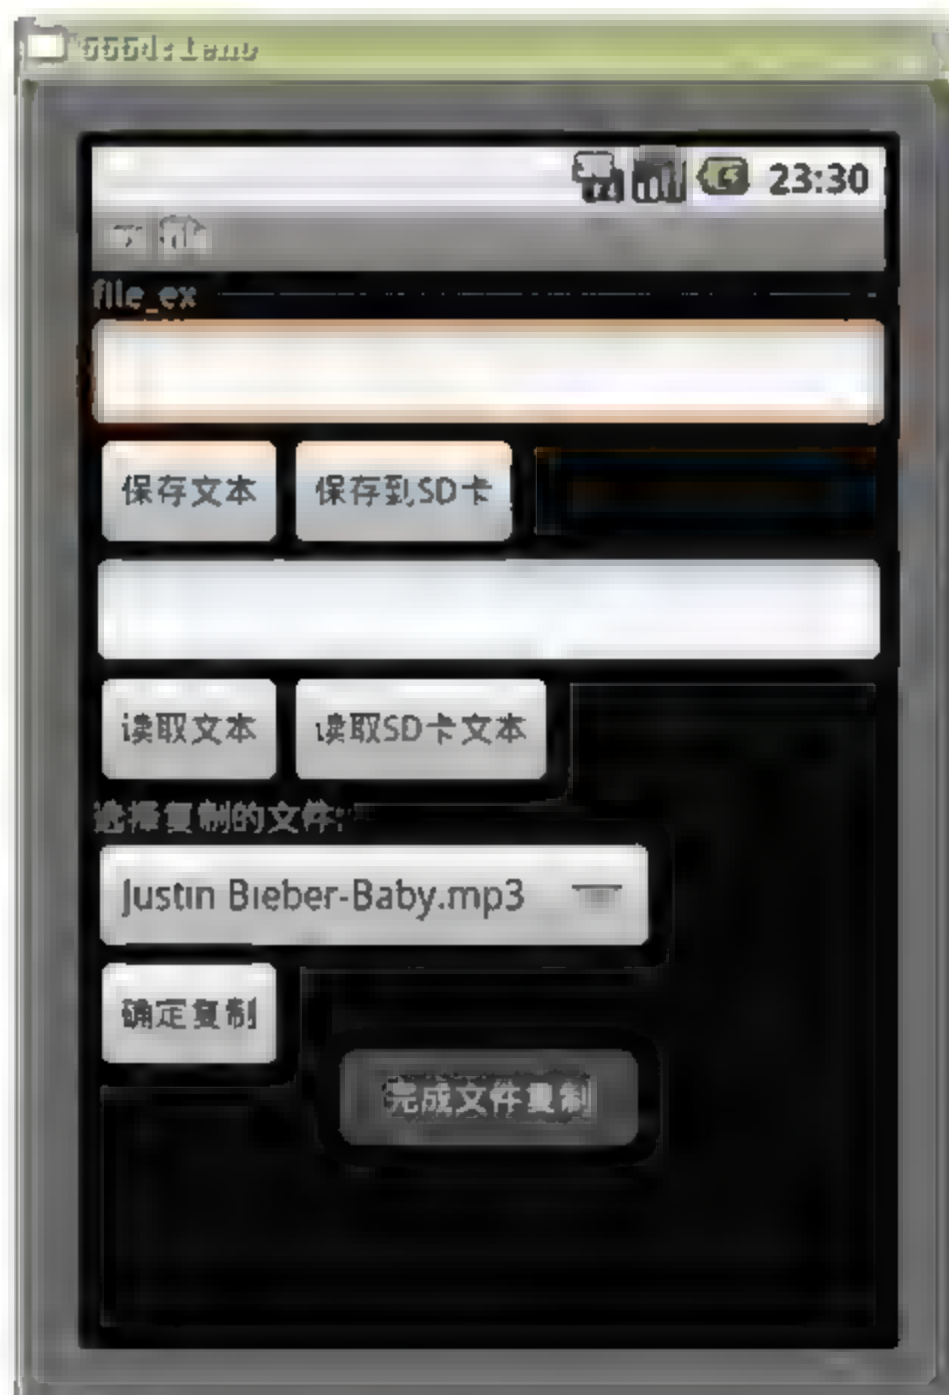 23:30
file_ex
保存文本 保存到SD卡
读取文本 读取SD卡文本
选择复制的文件:
Justin Bieber-Baby.mp3
确定复制
完成文件复制